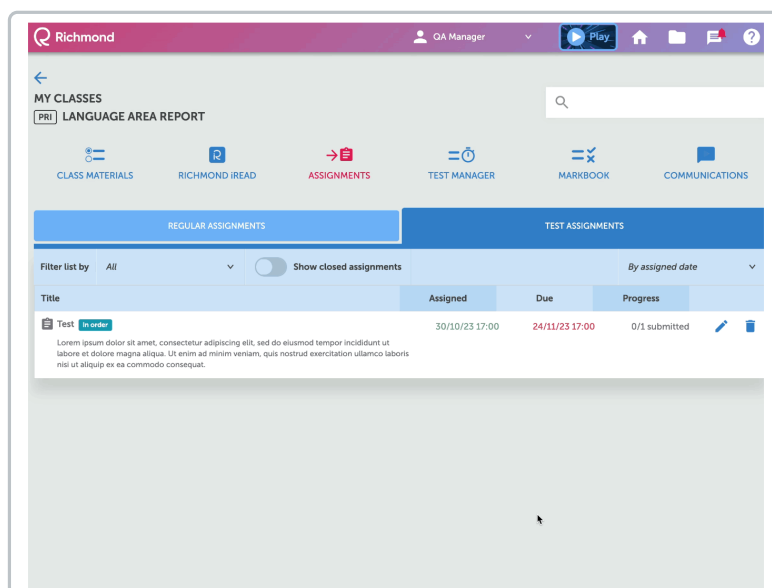 Richmond
QA Manager
Play
MY CLASSES
PRI LANGUAGE AREA REPORT
CLASS MATERIALS
RICHMOND iREAD
ASSIGNMENTS
TEST MANAGER
MARKBOOK
COMMUNICATIONS
REGULAR ASSIGNMENTS
TEST ASSIGNMENTS
Filter list by All Show closed assignments By assigned date
Title Assigned Due Progress
Test In order 30/10/23 17:00 24/11/23 17:00 0/1 submitted
Lorem ipsum dolor sit amet, consectetur adipiscing elit, sed do eiusmod tempor incididunt ut
labore et dolore magna aliqua. Ut enim ad minim veniam, quis nostrud exercitation ullamco laboris
nisi ut aliquip ex ea commodo consequat.